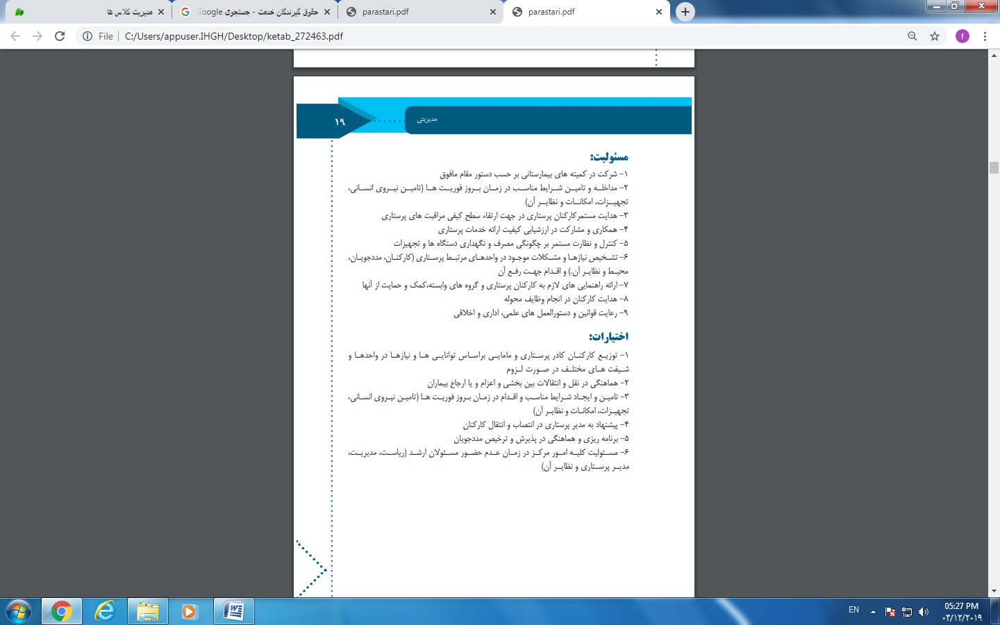 مدیریت کلاس ها
حقوق گیرندگان خدمت - جستجوی Google
parastari.pdf
parastari.pdf
File
C:/Users/appuser.IHGH/Desktop/ketab_272463.pdf
f
۱۹
مدیریتی
مسئولیت:
۱- شرکت در کمیته های بیمارستانی بر حسب دستور مقام مافوق
۲- مداخله و تامین شرایط مناسب در زمان بروز فوریت ها (تامین نیروی انسانی،
تجهیزات، امکانات و نظایر آن)
۳- هدایت مستمرکارکنان پرستاری در جهت ارتقاء سطح کیفی مراقبت های پرستاری
۴- همکاری و مشارکت در ارزشیابی کیفیت ارائه خدمات پرستاری
۵- کنترل و نظارت مستمر بر چگونگی مصرف و نگهداری دستگاه ها و تجهیزات
۶- تشخیص نیازها و مشکلات موجود در واحدهای مرتبط پرستاری (کارکنان، مددجویان،
محیط و نظایر آن.) و اقدام جهت رفع آن
۷- ارائه راهنمایی های لازم به کارکنان پرستاری و گروه های وابسته،کمک و حمایت از آنها
۸- هدایت کارکنان در انجام وظایف محوله
۹- رعایت قوانین و دستورالعمل های علمی، اداری و اخلاقی
اختیارات:
۱- توزیع کارکنان کادر پرستاری و مامایی براساس توانایی ها و نیازها در واحدها و
شیفت های مختلف در صورت لزوم
۲- هماهنگی در نقل و انتقالات بین بخشی و اعزام و یا ارجاع بیماران
۳- تامین و ایجاد شرایط مناسب و اقدام در زمان بروز فوریت ها (تامین نیروی انسانی،
تجهیزات، امکانات و نظایر آن)
۴- پیشنهاد به مدیر پرستاری در انتصاب و انتقال کارکنان
۵- برنامه ریزی و هماهنگی در پذیرش و ترخیص مددجویان
۶- مسئولیت کلیه امور مرکز در زمان عدم حضور مسئولان ارشد (ریاست، مدیریت،
مدیر پرستاری و نظایر آن)
EN
05:27 PM
۰۳/۱۲/۲۰۱۹